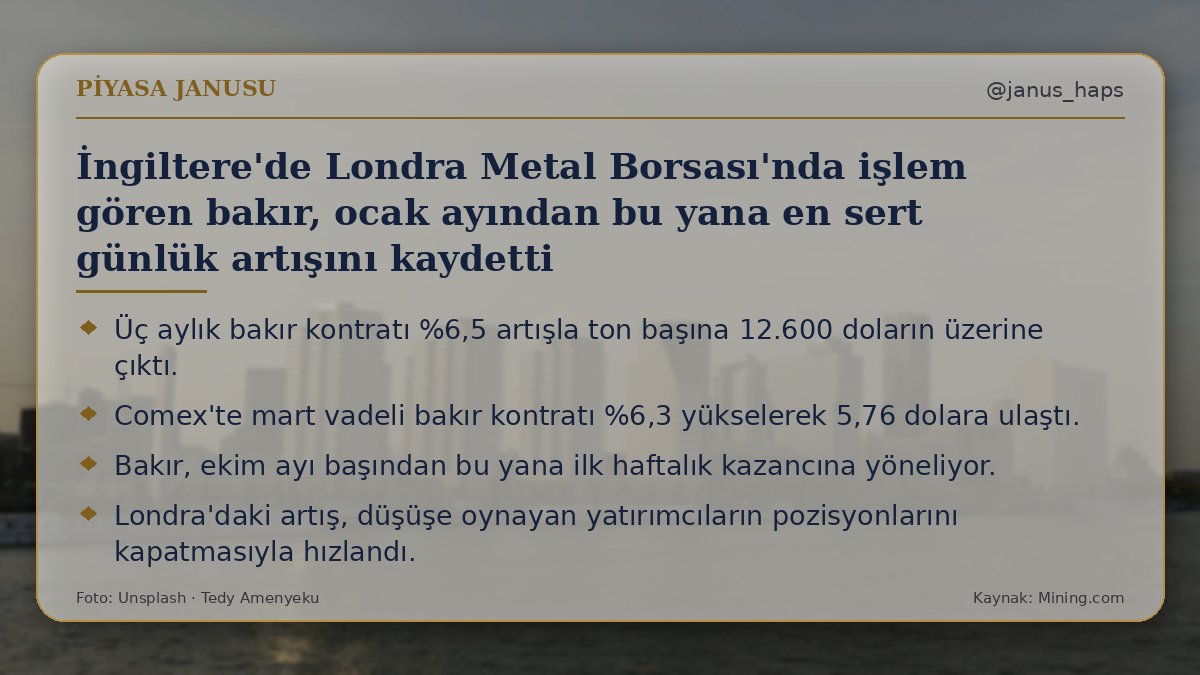 PİYASA JANUSU
@janus_haps
İngiltere'de Londra Metal Borsası'nda işlem
gören bakır, ocak ayından bu yana en sert
günlük artışını kaydetti
Üç aylık bakır kontratı %6,5 artışla ton başına 12.600 doların üzerine
çıktı.
Comex'te mart vadeli bakır kontratı %6,3 yükselerek 5,76 dolara ulaştı.
Bakır, ekim ayı başından bu yana ilk haftalık kazancına yöneliyor.
Londra'daki artış, düşüşe oynayan yatırımcıların pozisyonlarını
kapatmasıyla hızlandı.
Foto: Unsplash · Tedy Amenyeku
Kaynak: Mining.com